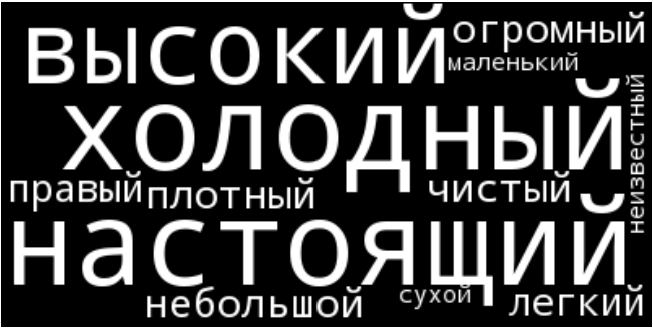 высокий
огромный
маленький
холодный
неизвестный
правый
плотный
чистый
настоящий
небольшой
сухой
легкий